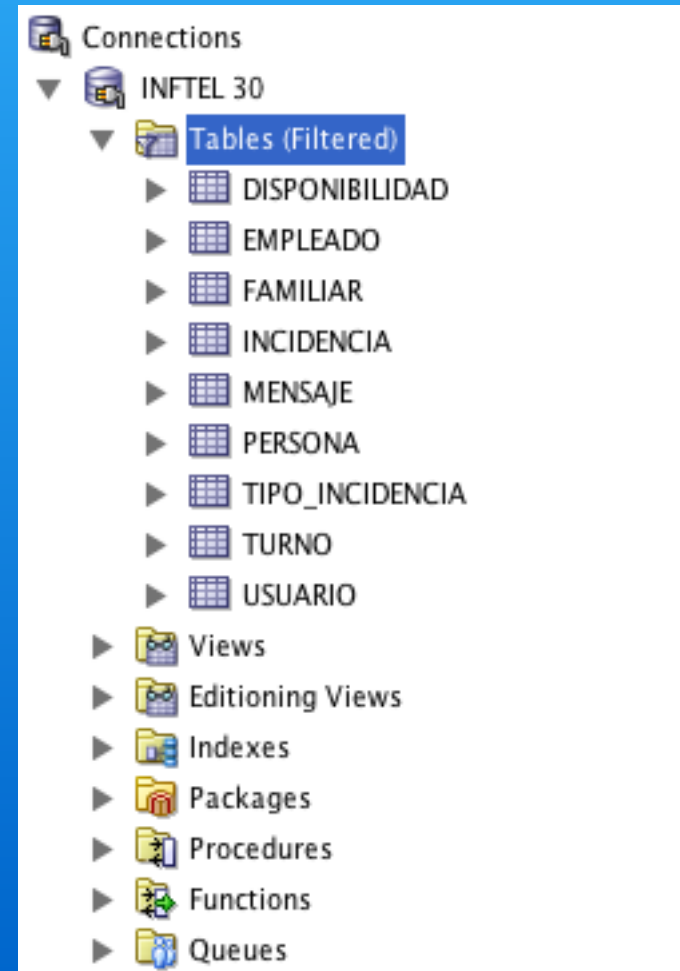 Connections
INFTEL 30
Tables (Filtered)
DISPONIBILIDAD
EMPLEADO
FAMILIAR
INCIDENCIA
MENSAJE
PERSONA
TIPO_INCIDENCIA
TURNO
USUARIO
Views
Editioning Views
Indexes
Packages
Procedures
Functions
Queues